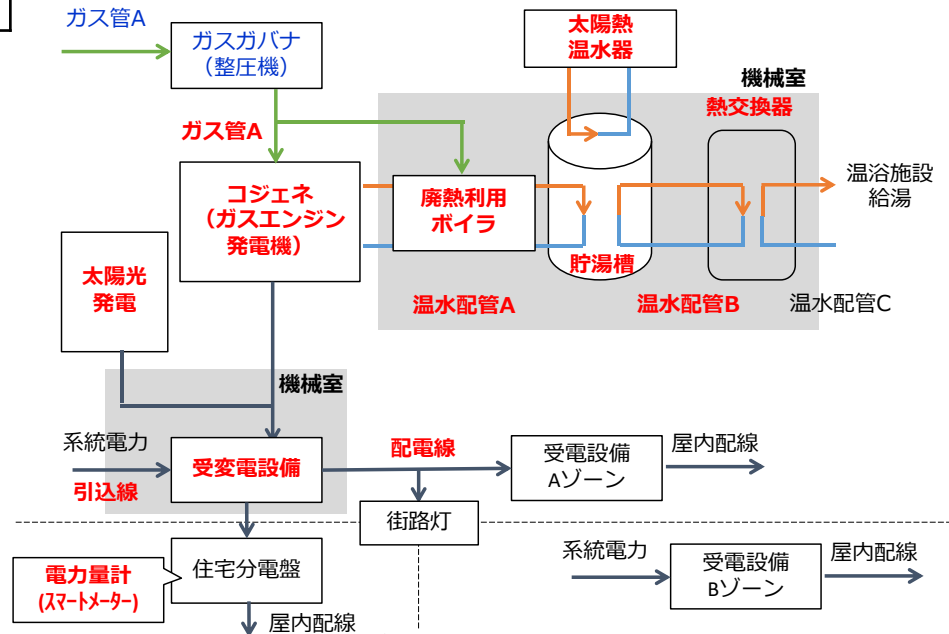 ガス管A
ガスガバナ
（整圧機）
太陽熱
温水器
機械室
熱交換器
ガス管A
コジェネ
（ガスエンジン
発電機）
廃熱利用
ボイラ
貯湯槽
温浴施設
給湯
太陽光
発電
温水配管A
温水配管B
温水配管C
機械室
系統電力
引込線
受変電設備
配電線
受電設備
Aゾーン
屋内配線
街路灯
電力量計
(スマートメーター)
住宅分電盤
屋内配線
系統電力
受電設備
Bゾーン
屋内配線